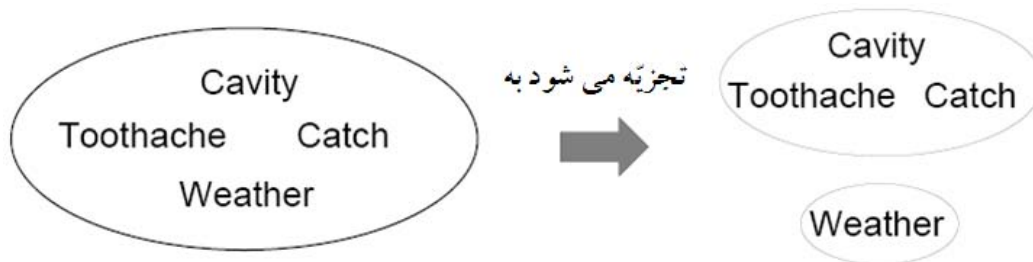 Cavity
Toothache Catch
Weather
تجزیّه می شود به
Cavity
Toothache Catch
Weather